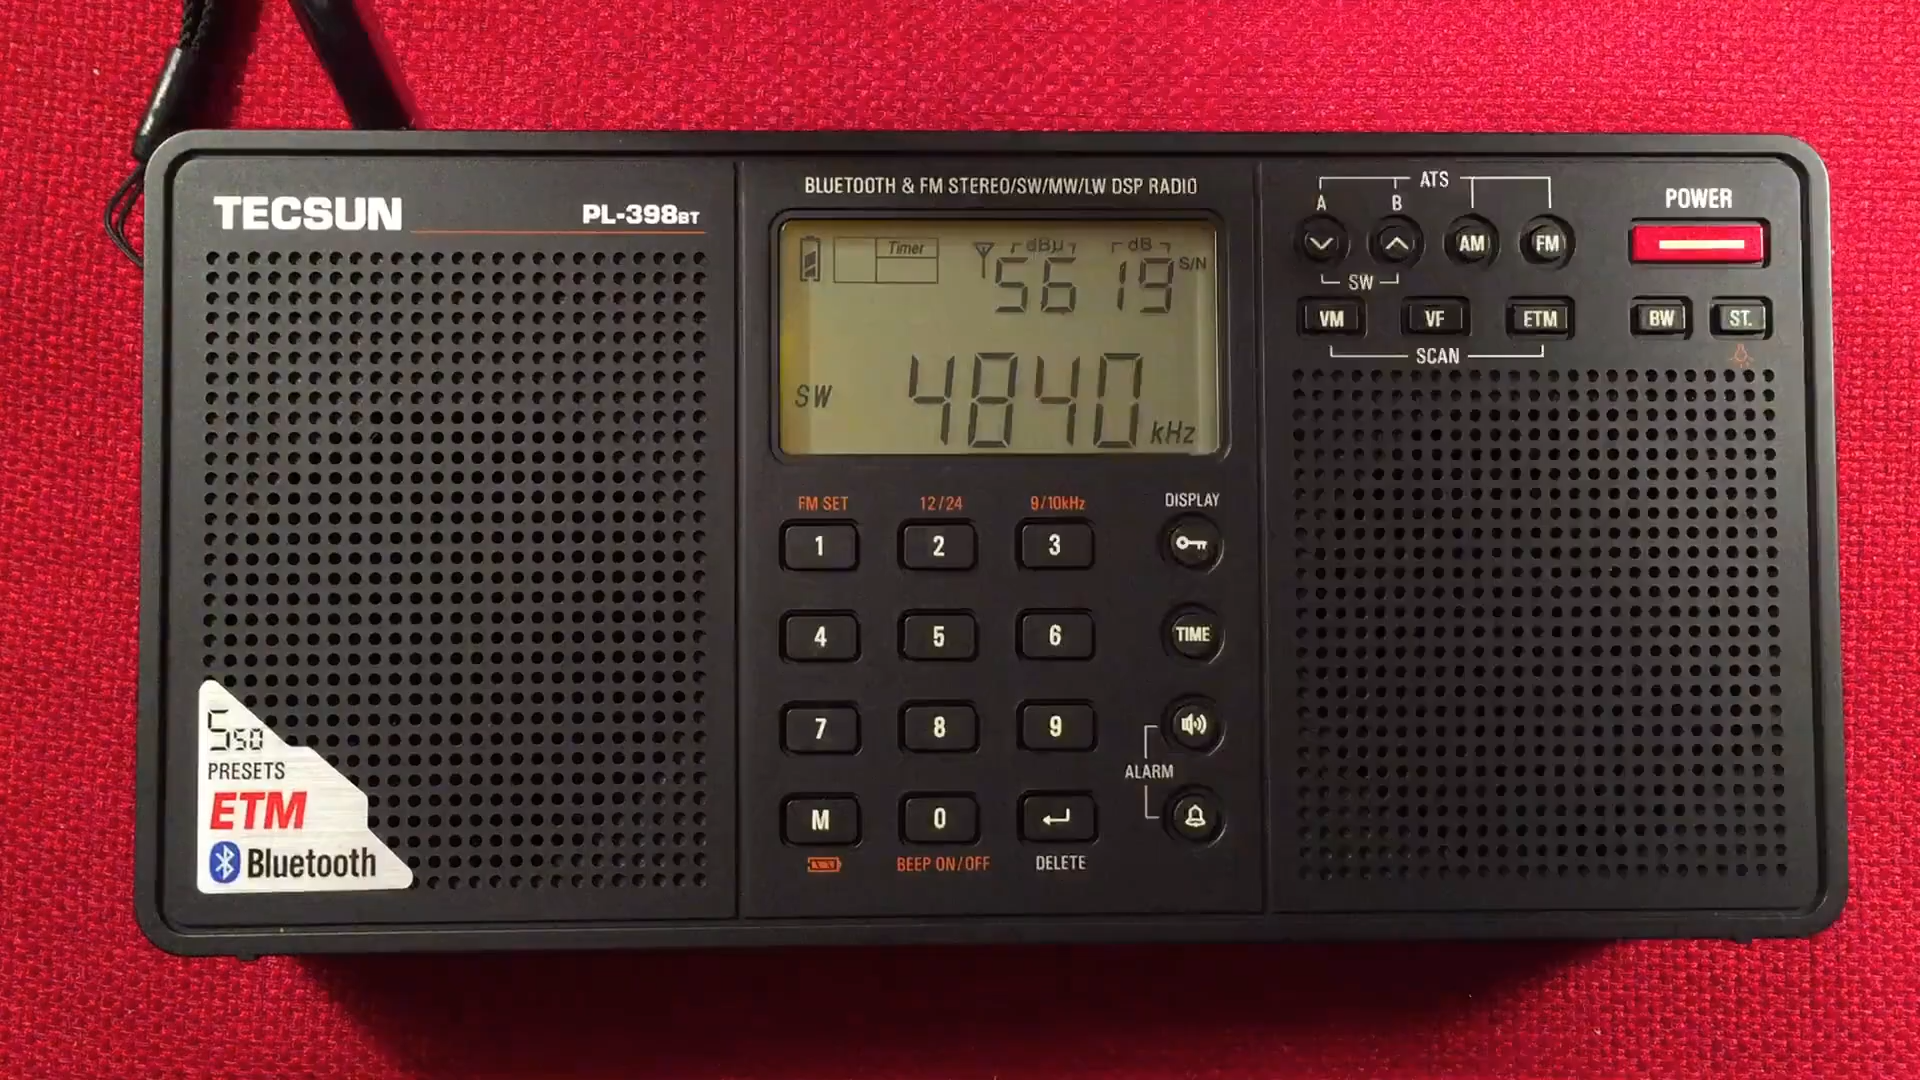 TECSUN
PL-398BT
550
PRESETS
ETM
Bluetooth
BLUETOOTH & FM STEREO/SW/MW/LW DSP RADIO
Timer
dBµ
dB
56 19 S/N
SW 4840 kHz
FM SET 12/24 9/10kHz DISPLAY
1 2 3
4 5 6 TIME
7 8 9
ALARM
M 0
BEEP ON/OFF DELETE
ATS
A B
AM FM
SW
VM VF ETM
SCAN
POWER
BW ST.